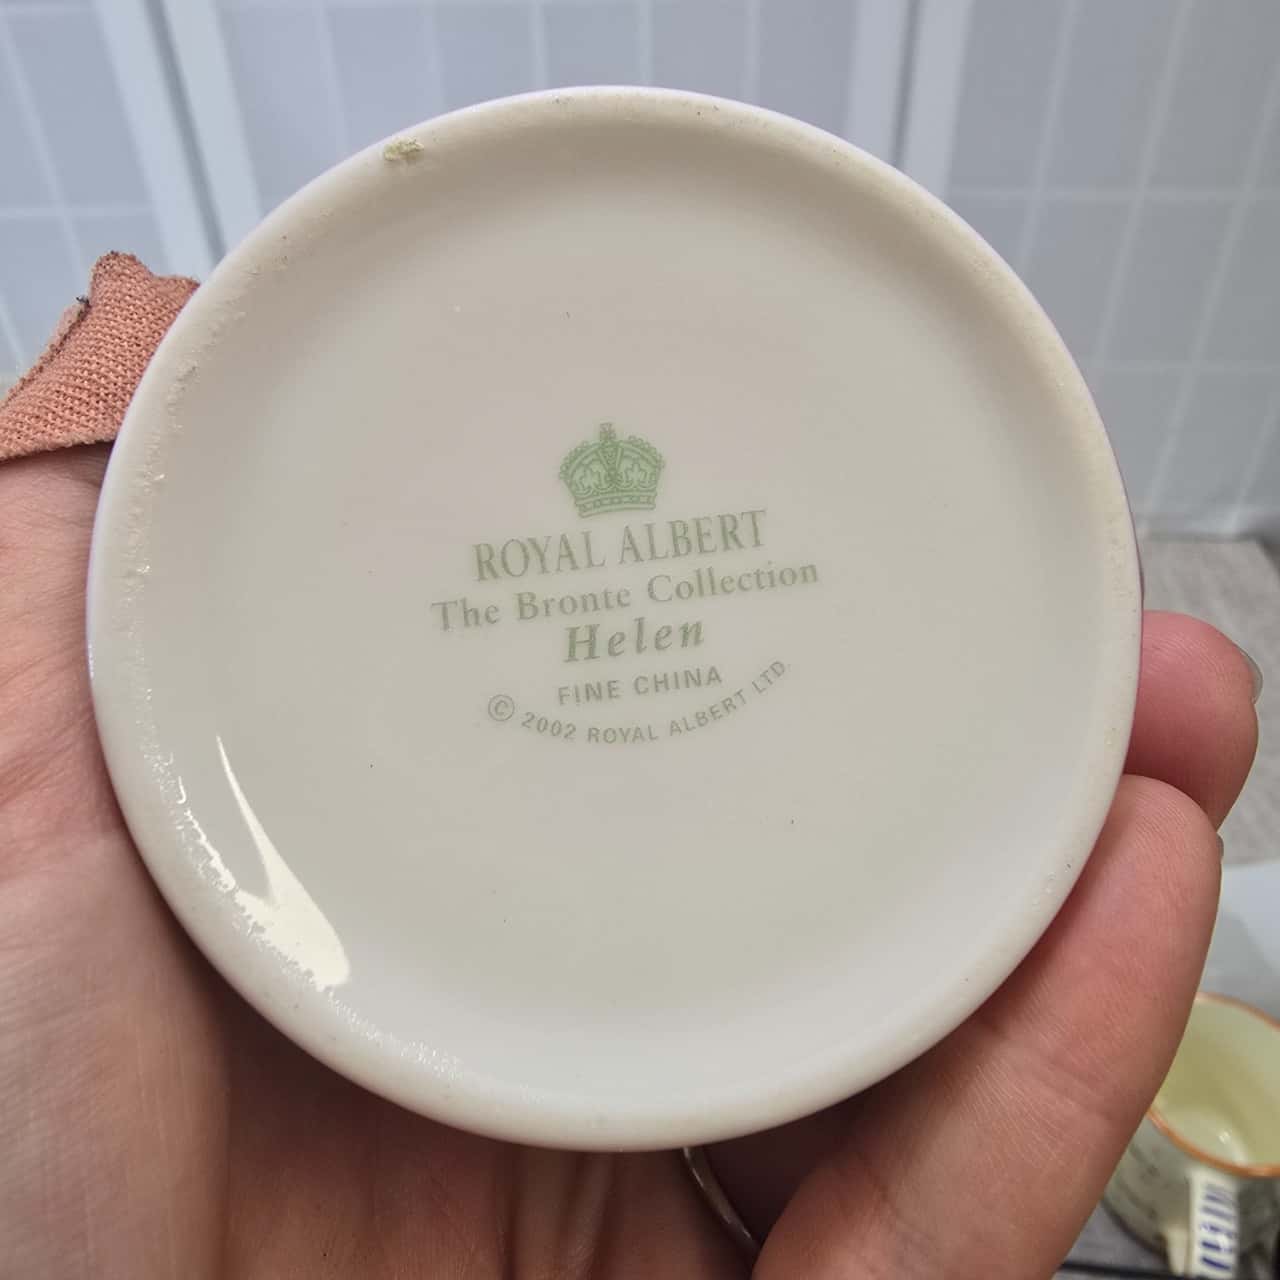 ROYAL ALBERT
The Bronte Collection
Helen
FINE CHINA
© 2002 ROYAL ALBERT LTD.